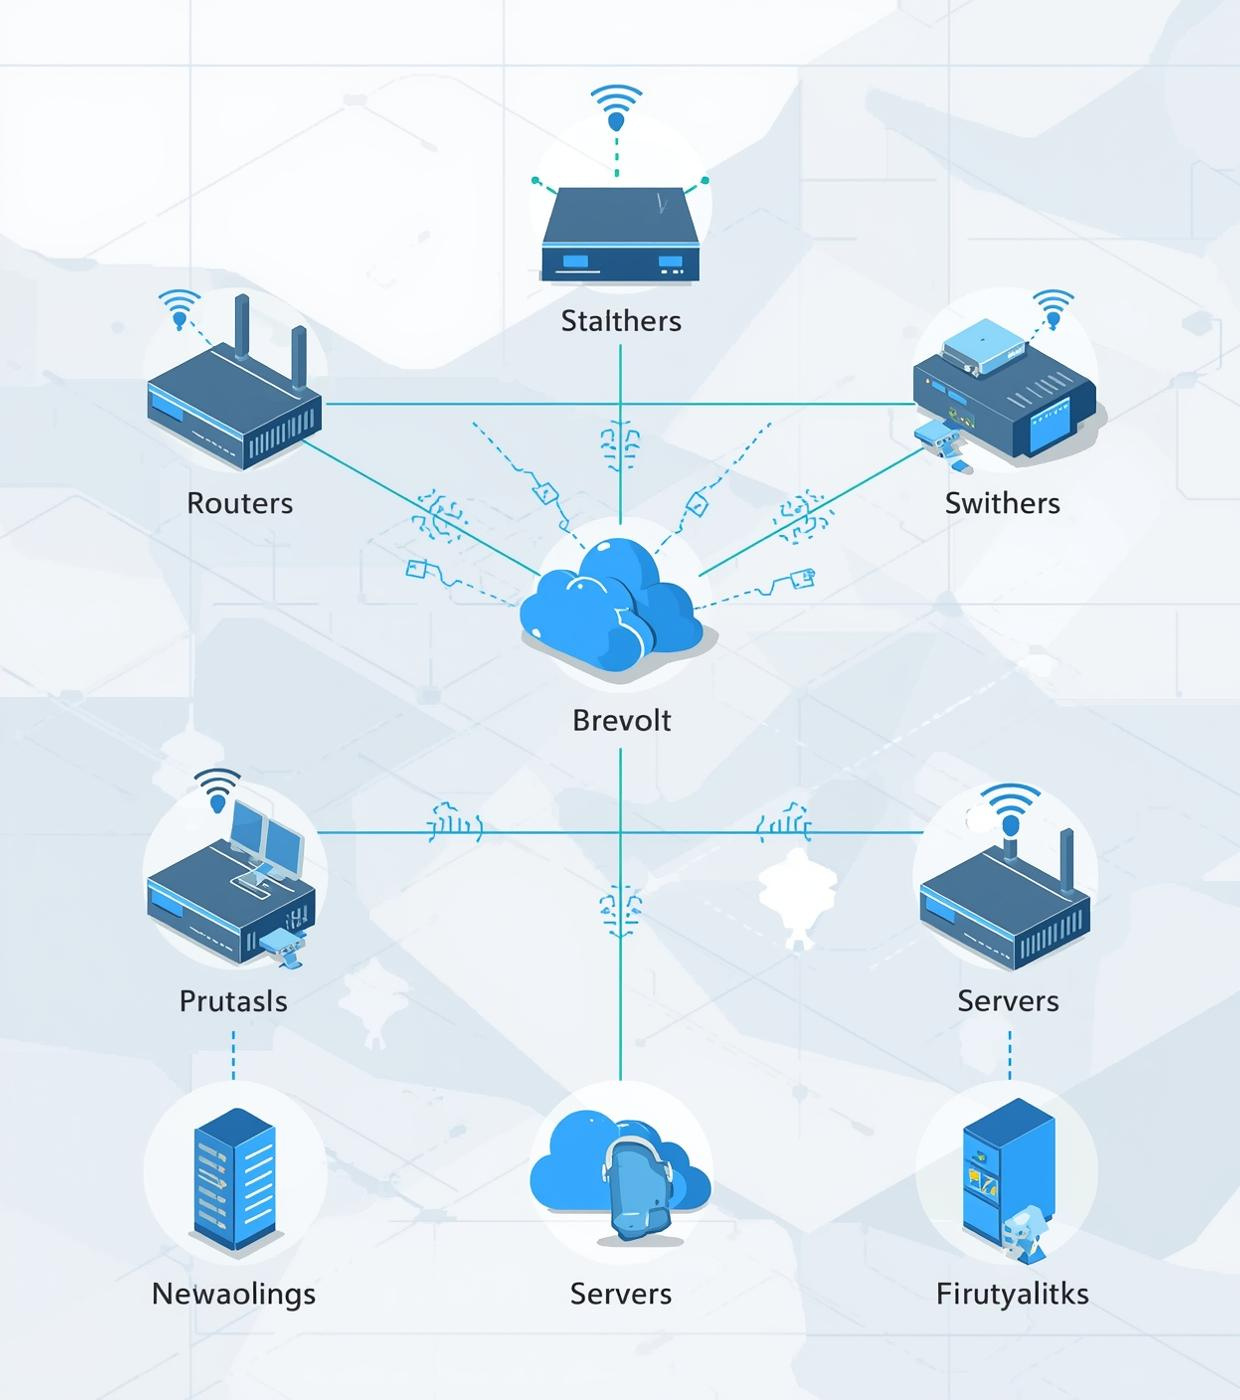 Stalthers
Routers
Swithers
Brevolt
Prutasls
Servers
Newaolings
Servers
Firutyalitks